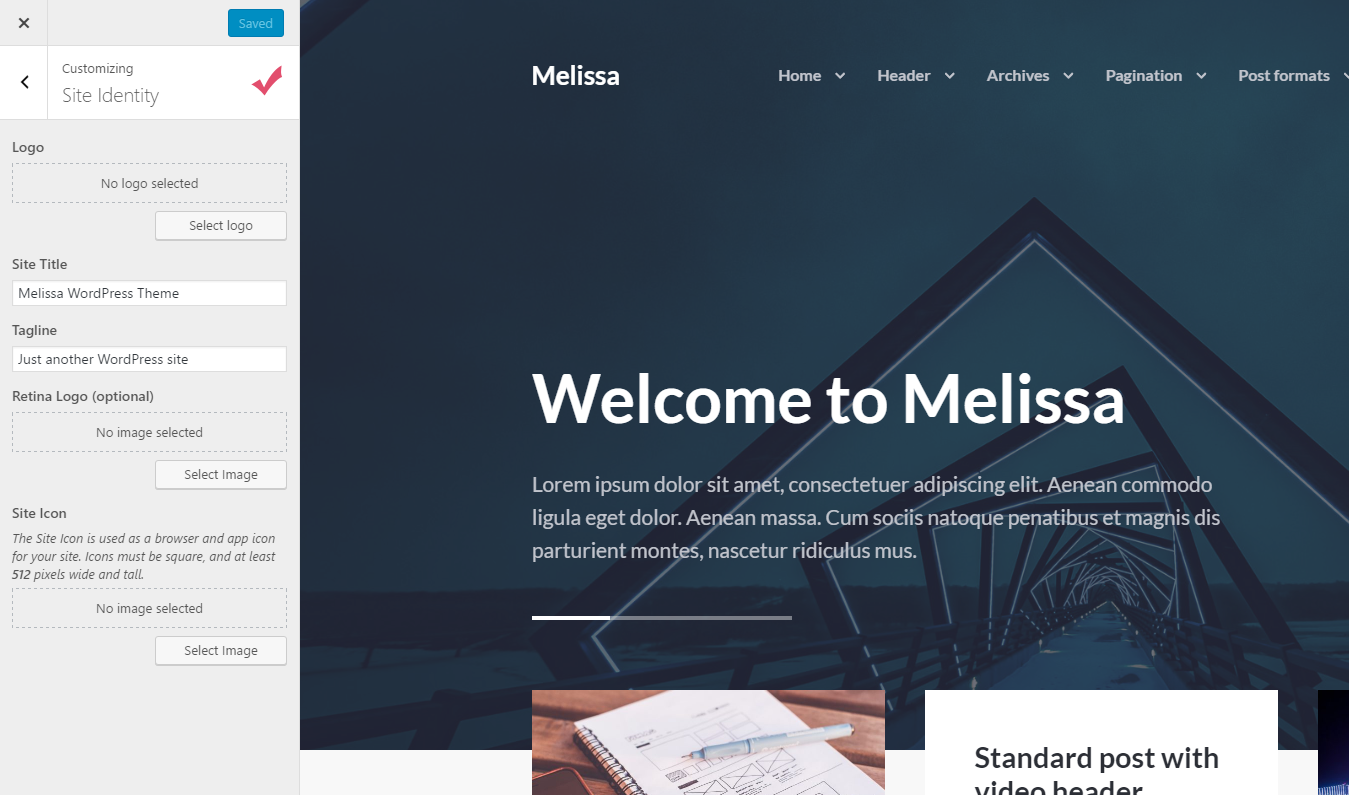 Saved
Customizing
Site Identity
Logo
No logo selected
Select logo
Site Title
Melissa WordPress Theme
Tagline
Just another WordPress site
Retina Logo (optional)
No image selected
Select Image
Site Icon
The Site Icon is used as a browser and app icon
for your site. Icons must be square, and at least
512 pixels wide and tall.
No image selected
Select Image
Melissa
Home
Header
Archives
Pagination
Post formats
Welcome to Melissa
Lorem ipsum dolor sit amet, consectetuer adipiscing elit. Aenean commodo
ligula eget dolor. Aenean massa. Cum sociis natoque penatibus et magnis dis
parturient montes, nascetur ridiculus mus.
Standard post with
video header